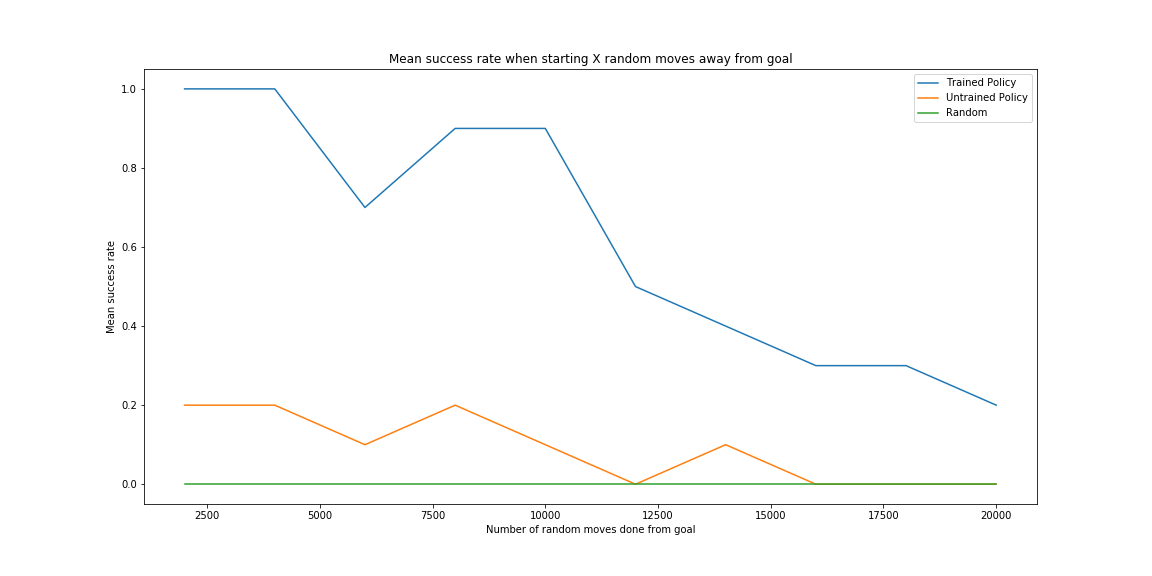 Mean success rate when starting X random moves away from goal
Trained Policy
Untrained Policy
Random
Mean success rate
1.0
0.8
0.6
0.4
0.2
0.0
2500 5000 7500 10000 12500 15000 17500 20000
Number of random moves done from goal